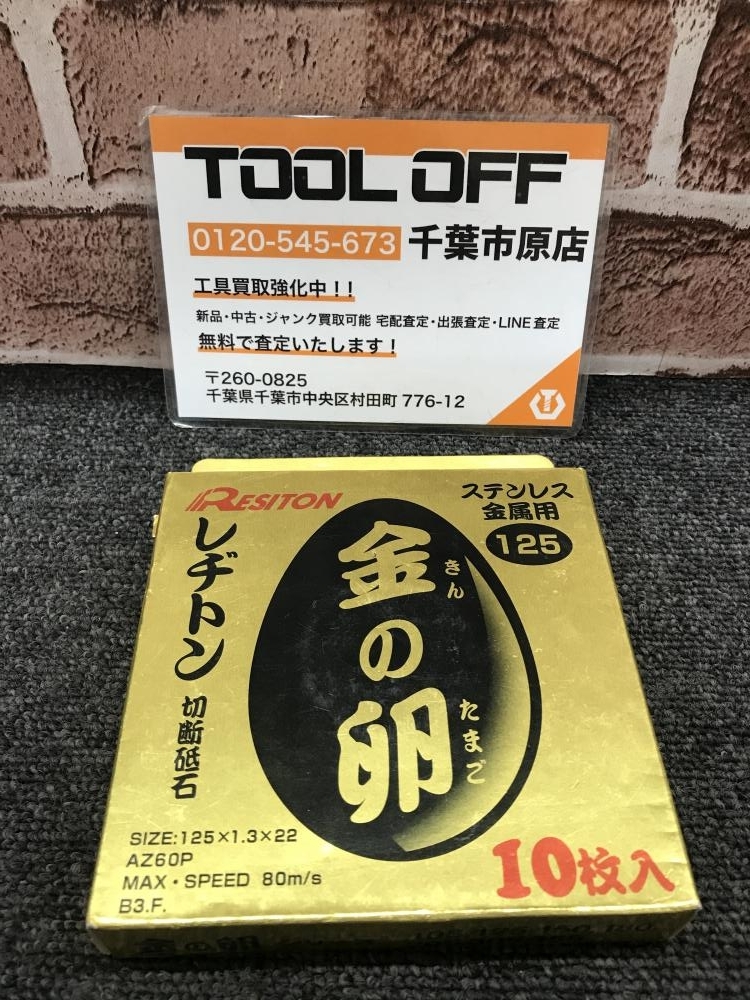 TOOL OFF
0120-545-673 千葉市原店
工具買取強化中！！
新品・中古・ジャンク買取可能 宅配査定・出張査定・LINE査定
無料で査定いたします！
〒260-0825
千葉県千葉市中央区村田町 776-12
RESITON
ステンレス
金属用
125
レヂトン
切断砥石
金の卵
きん
たまご
SIZE:125×1.3×22
AZ60P
MAX・SPEED 80m/s
B3.F.
10枚入
金の卵